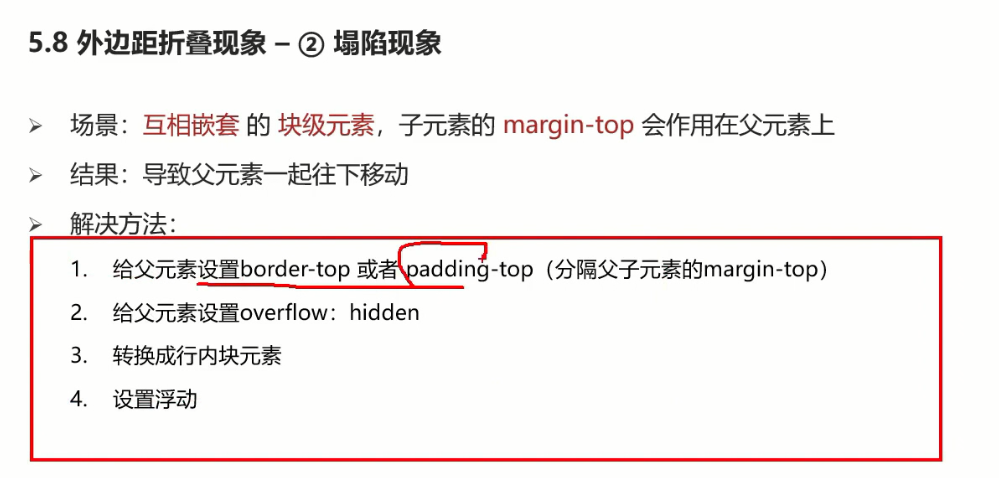 5.8 外边距折叠现象 – ② 塌陷现象
➢ 场景：互相嵌套 的 块级元素，子元素的 margin-top 会作用在父元素上
➢ 结果：导致父元素一起往下移动
➢ 解决方法：
1. 给父元素设置border-top 或者 padding-top（分隔父子元素的margin-top）
2. 给父元素设置overflow：hidden
3. 转换成行内块元素
4. 设置浮动